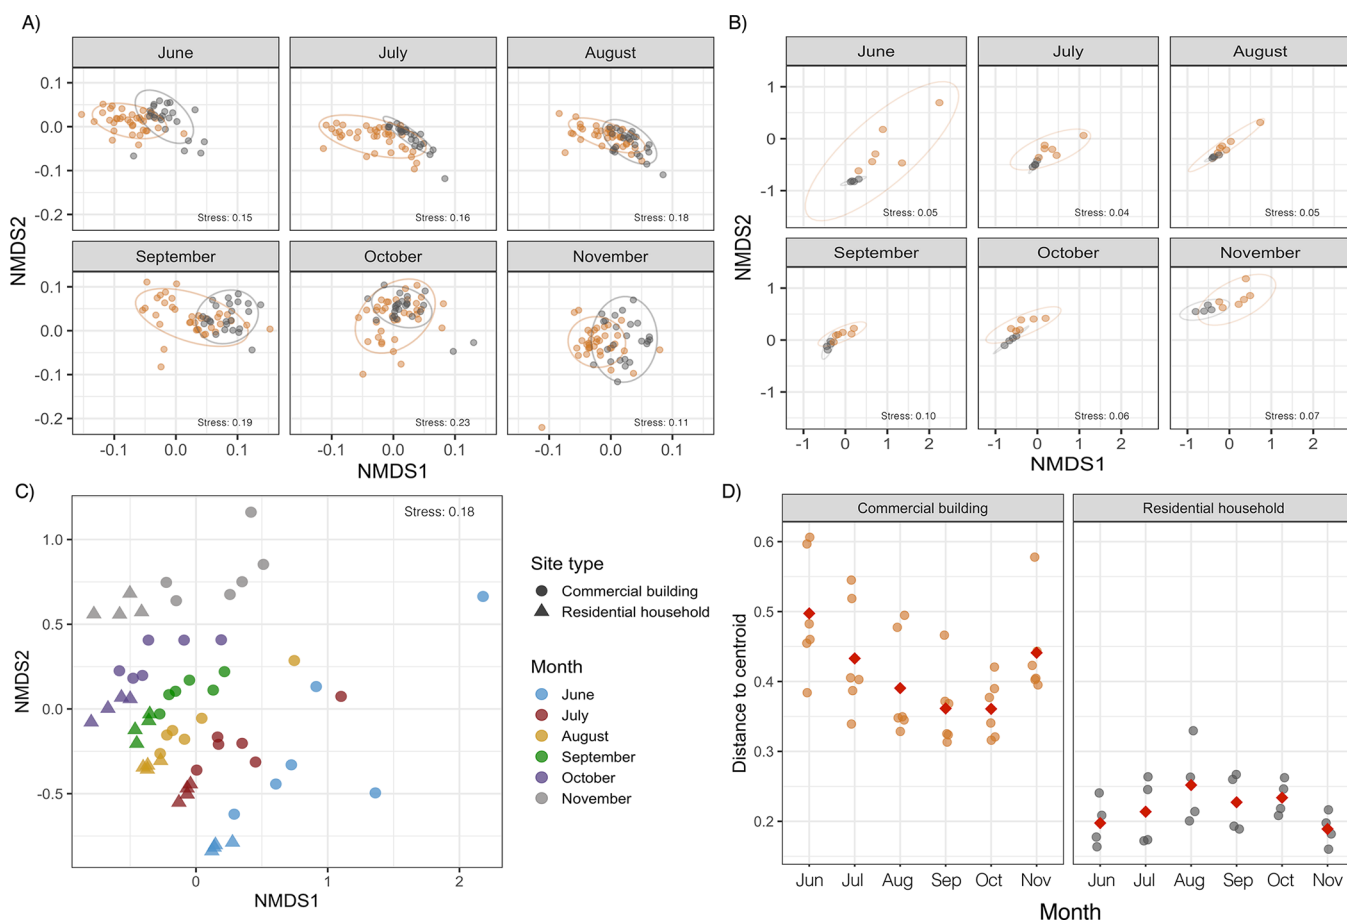 A)
June July August
0.1
0.0
-0.1
-0.2
Stress: 0.15 Stress: 0.16 Stress: 0.18
September October November
0.1
0.0
-0.1
-0.2
Stress: 0.19 Stress: 0.23 Stress: 0.11
-0.1 0.0 0.1 -0.1 0.0 0.1 -0.1 0.0 0.1
NMDS2
NMDS1
B)
June July August
1
0
-1
Stress: 0.05 Stress: 0.04 Stress: 0.05
September October November
1
0
-1
Stress: 0.10 Stress: 0.06 Stress: 0.07
-1 0 1 2 -1 0 1 2 -1 0 1 2
NMDS2
NMDS1
C)
Stress: 0.18
1.0
0.5
0.0
-0.5
0 1 2
NMDS2
NMDS1
Site type
Commercial building
Residential household
Month
June
July
August
September
October
November
D)
Commercial building Residential household
0.6
0.5
0.4
0.3
0.2
Distance to centroid
Jun Jul Aug Sep Oct Nov Jun Jul Aug Sep Oct Nov
Month